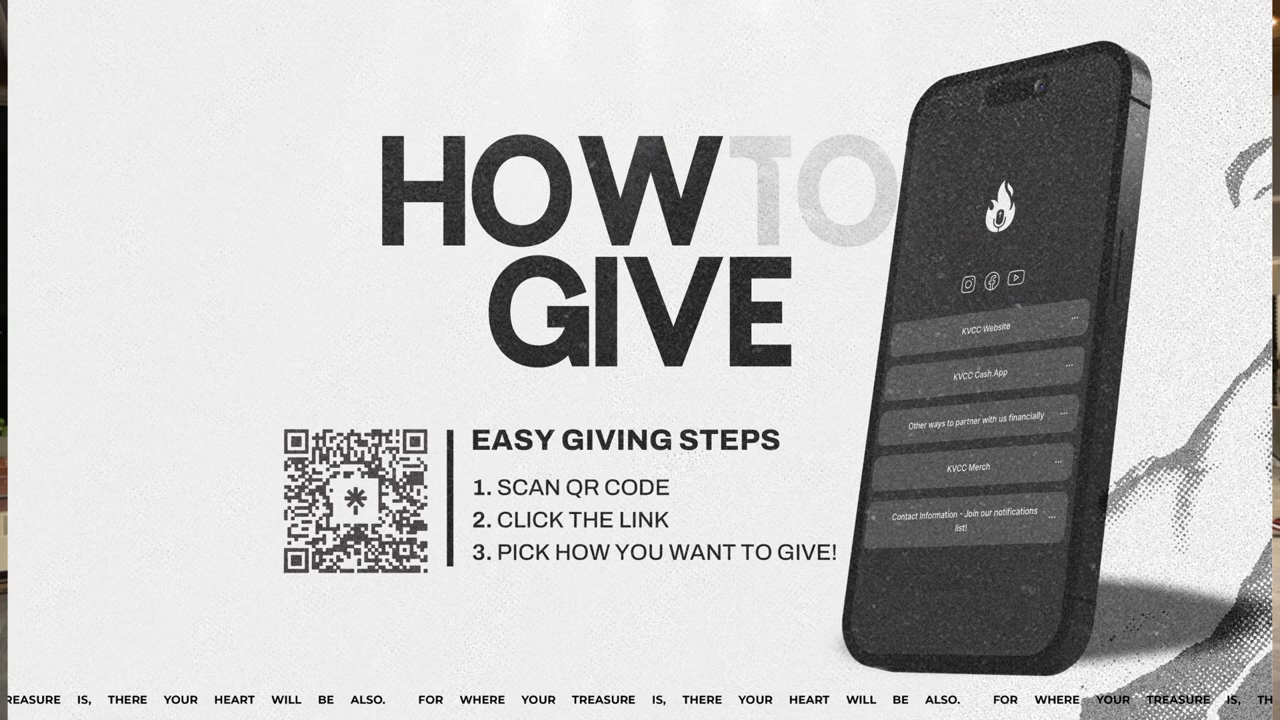 HOW TO
GIVE
EASY GIVING STEPS
1. SCAN QR CODE
2. CLICK THE LINK
3. PICK HOW YOU WANT TO GIVE!
KVCC Website
KVCC Cash App
Other ways to partner with us financially
KVCC Merch
Contact Information - Join our notifications
list!
REASURE IS, THERE YOUR HEART WILL BE ALSO. FOR WHERE YOUR TREASURE IS, THERE YOUR HEART WILL BE ALSO. FOR WHERE YOUR TREASURE IS, TH